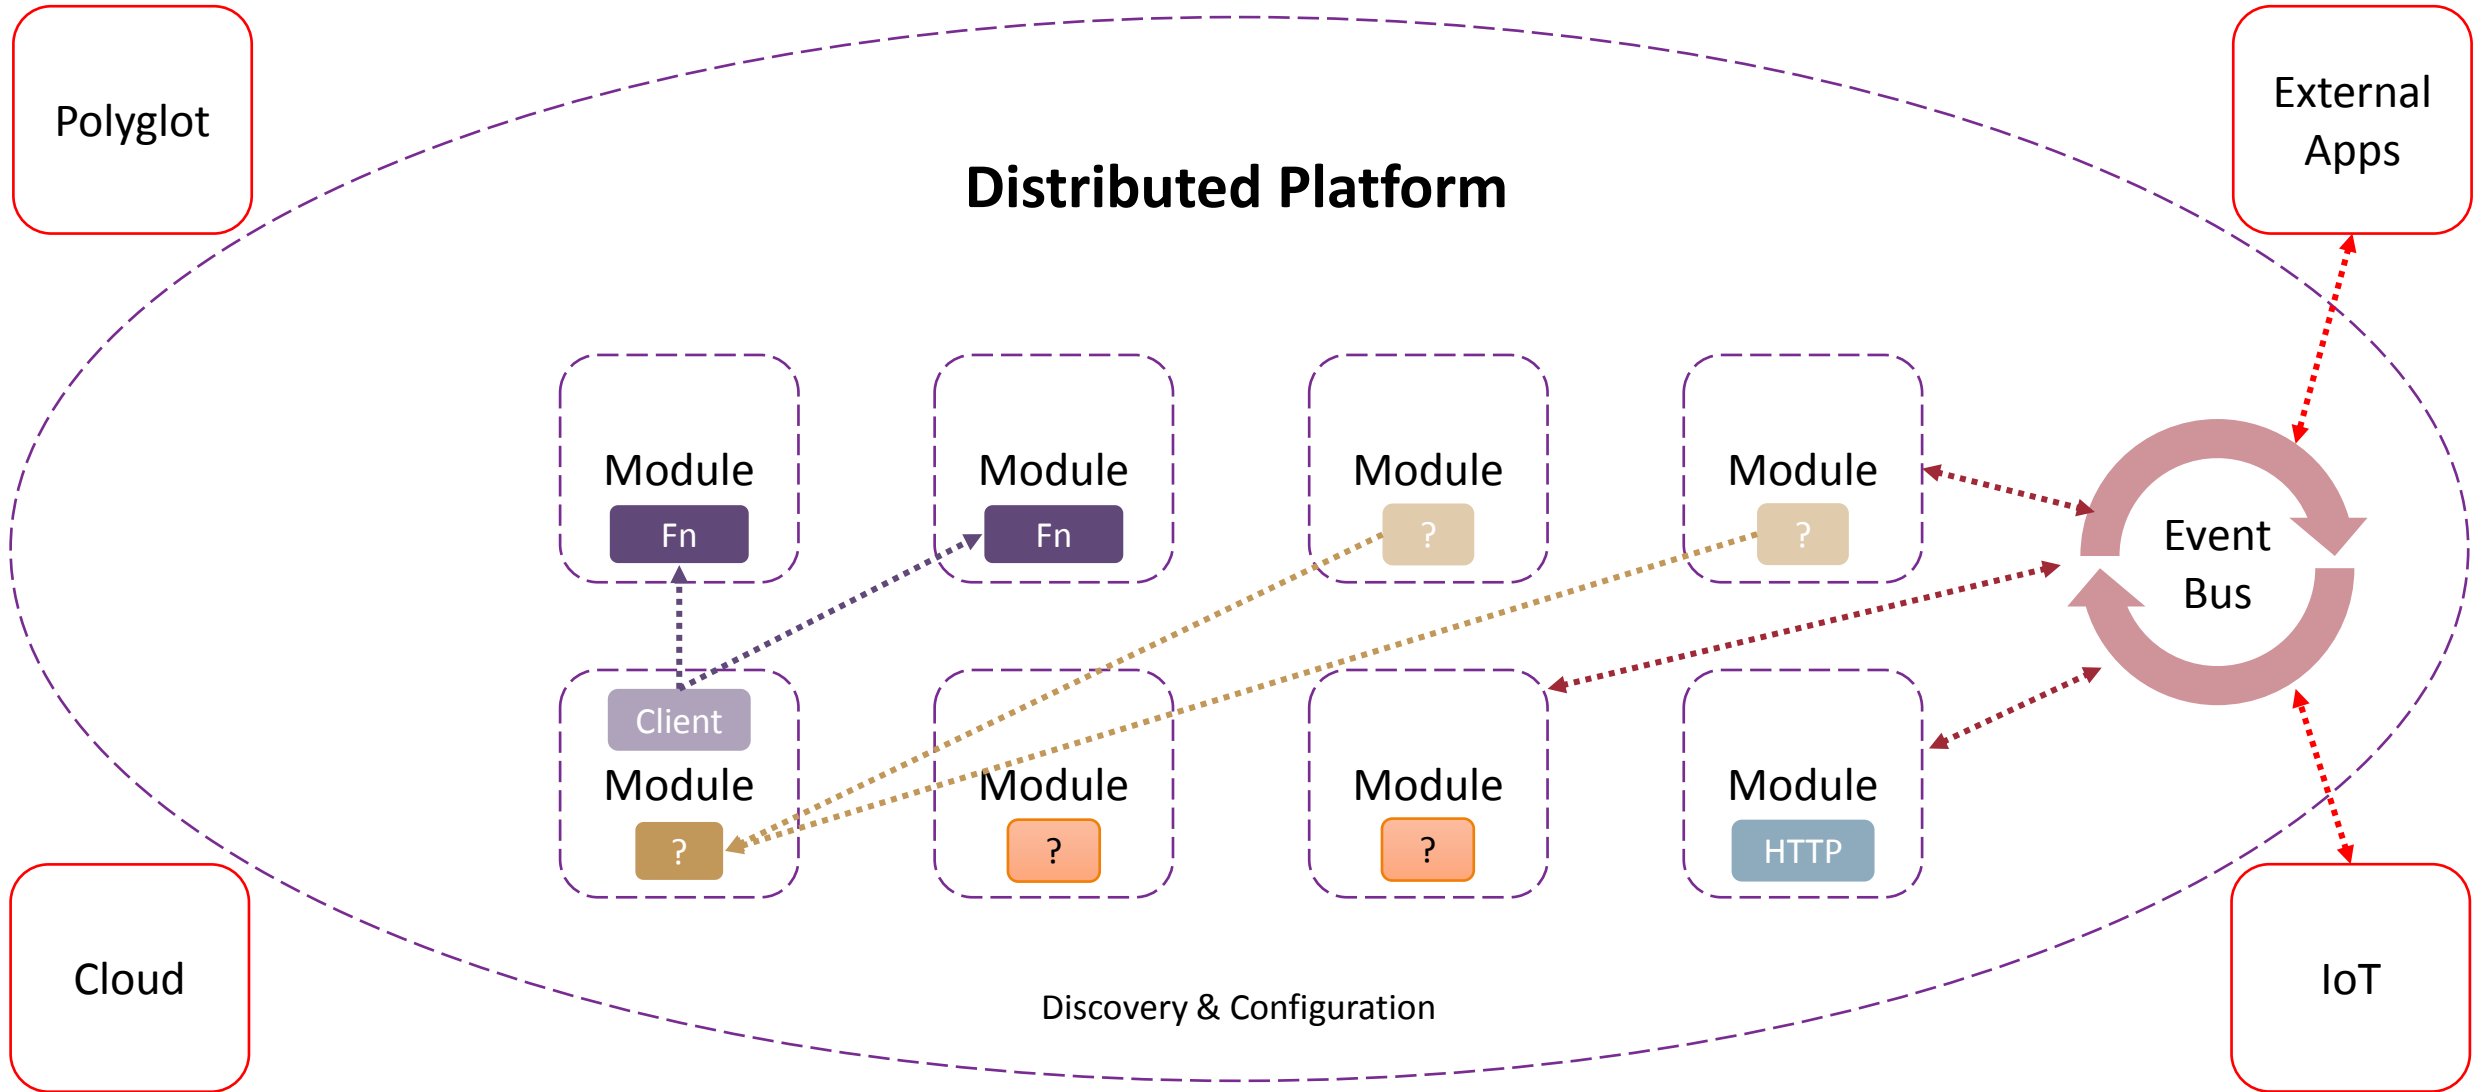 Polyglot
External
Apps
Distributed Platform
Module
Fn
Module
Fn
Module
?
Module
?
Event
Bus
Client
Module
?
Module
?
Module
?
Module
HTTP
Cloud
Discovery & Configuration
IoT